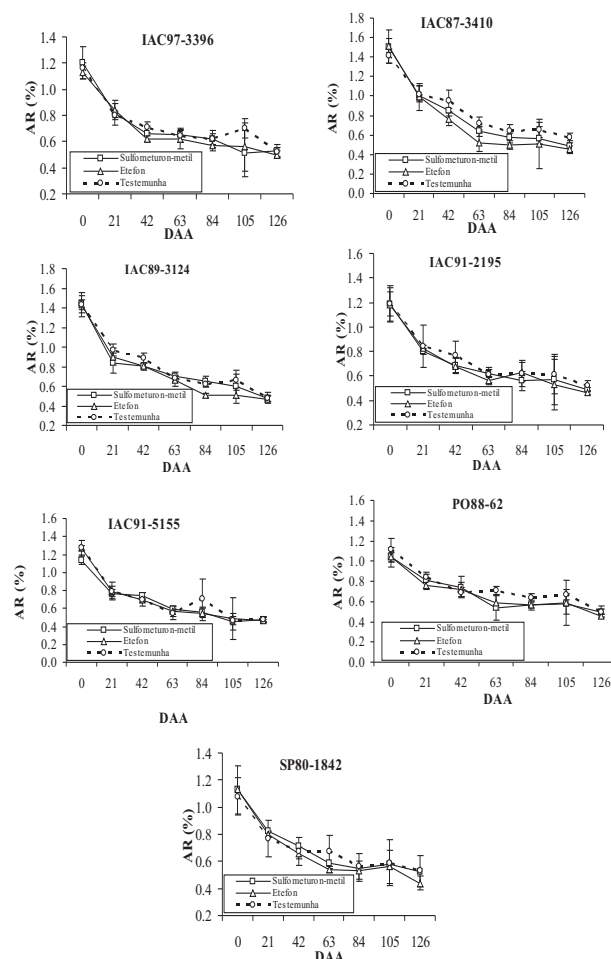 IAC97-3396
AR (%)
1.4
1.2
1.0
0.8
0.6
0.4
0.2
Sulfometuron-metil
Etefon
Testemunha
0 21 42 63 84 105 126
DAA
IAC87-3410
AR (%)
1.8
1.6
1.4
1.2
1.0
0.8
0.6
0.4
0.2
0.0
Sulfometuron-metil
Etefon
Testemunha
0 21 42 63 84 105 126
DAA
IAC89-3124
AR (%)
1.8
1.6
1.4
1.2
1.0
0.8
0.6
0.4
0.2
Sulfometuron-metil
Etefon
Testemunha
0 21 42 63 84 105 126
DAA
IAC91-2195
AR (%)
1.6
1.4
1.2
1.0
0.8
0.6
0.4
0.2
0.0
Sulfometuron-metil
Etefon
Testemunha
0 21 42 63 84 105 126
DAA
IAC91-5155
AR (%)
1.6
1.4
1.2
1.0
0.8
0.6
0.4
0.2
0.0
Sulfometuron-metil
Etefon
Testemunha
0 21 42 63 84 105 126
DAA
PO88-62
AR (%)
1.4
1.2
1.0
0.8
0.6
0.4
0.2
0.0
Sulfometuron-metil
Etefon
Testemunha
0 21 42 63 84 105 126
DAA
SP80-1842
AR (%)
1.4
1.2
1.0
0.8
0.6
0.4
0.2
Sulfometuron-metil
Etefon
Testemunha
0 21 42 63 84 105 126
DAA